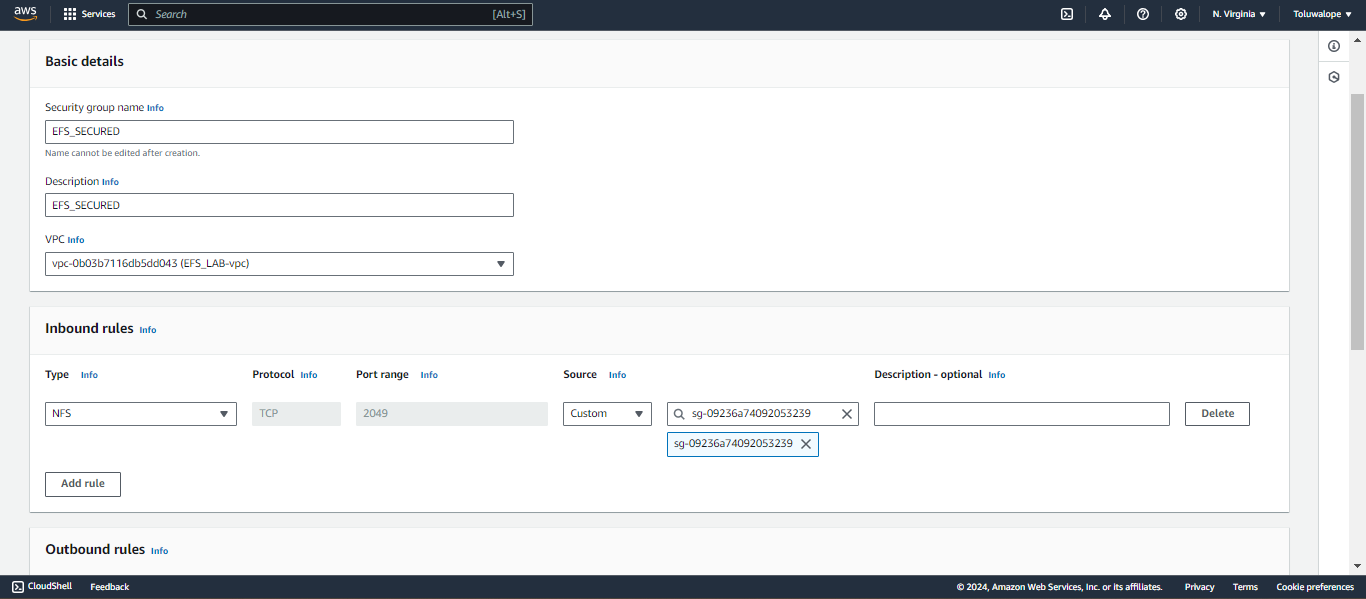 aws Services Search [Alt+S] N. Virginia Toluwalope
Basic details
Security group name Info
EFS_SECURED
Name cannot be edited after creation.
Description Info
EFS_SECURED
VPC Info
vpc-0b03b7116db5dd043 (EFS_LAB-vpc)
Inbound rules Info
Type Info Protocol Info Port range Info Source Info Description - optional Info
NFS TCP 2049 Custom sg-09236a74092053239 Delete
sg-09236a74092053239
Add rule
Outbound rules Info
CloudShell Feedback © 2024, Amazon Web Services, Inc. or its affiliates. Privacy Terms Cookie preferences